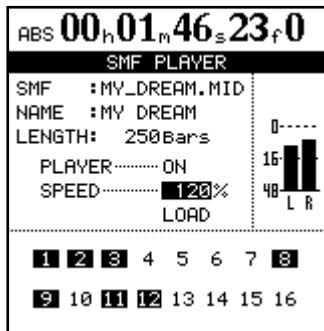 ABS 00h01m46s23f0
SMF PLAYER
SMF :MY_DREAM.MID
NAME :MY DREAM
LENGTH: 250Bars
PLAYER ON
SPEED 120%
LOAD
0-----
16-
48-
L R
1 2 3 4 5 6 7 8
9 10 11 12 13 14 15 16